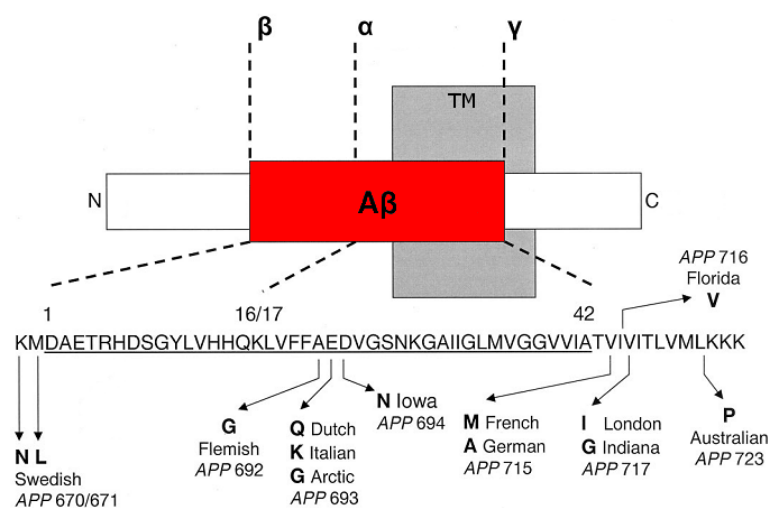 β α γ
TM
N Aβ C
APP 716
Florida
V
1 16/17 42
KMDAETRHDSGYLVHHQKLVFFAEDVGSNKGAIIGLMVGGVVIATVIVITLVMLKKK
N L
Swedish
APP 670/671
G
Flemish
APP 692
Q Dutch
K Italian
G Arctic
APP 693
N Iowa
APP 694
M French
A German
APP 715
I London
G Indiana
APP 717
P
Australian
APP 723